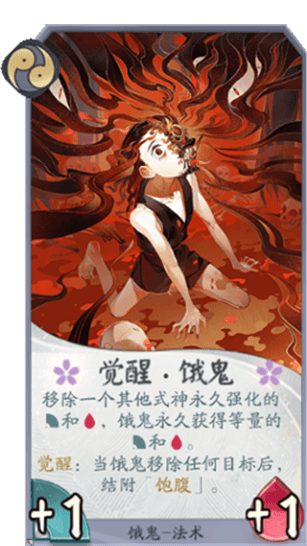 觉醒·饿鬼
移除一个其他式神永久强化的
和，饿鬼永久获得等量的
和。
觉醒：当饿鬼移除任何目标后，
结附「饱腹」。
+1
饿鬼-法术
+1